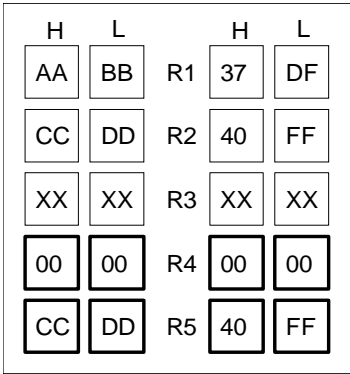 H L H L
AA BB R1 37 DF
CC DD R2 40 FF
XX XX R3 XX XX
00 00 R4 00 00
CC DD R5 40 FF